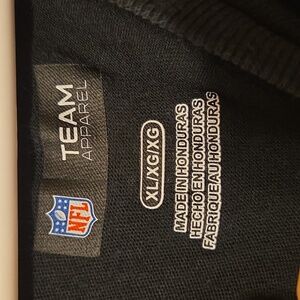 TEAM
APPAREL
NFL
XL/XG/XG
MADE IN HONDURAS
HECHO EN HONDURAS
FABRIQUE AU HONDURAS